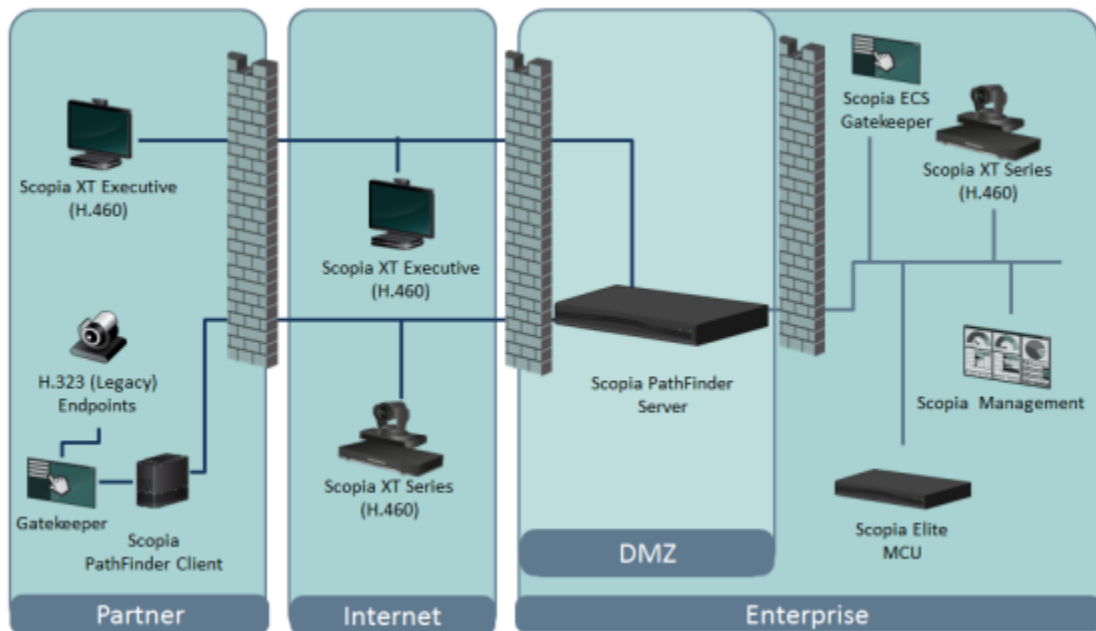 Scopia XT Executive
(H.460)
H.323 (Legacy)
Endpoints
Gatekeeper
Scopia
PathFinder Client
Partner
Scopia XT Executive
(H.460)
Scopia XT Series
(H.460)
Internet
Scopia PathFinder
Server
DMZ
Scopia ECS
Gatekeeper
Scopia XT Series
(H.460)
Scopia Management
Scopia Elite
MCU
Enterprise